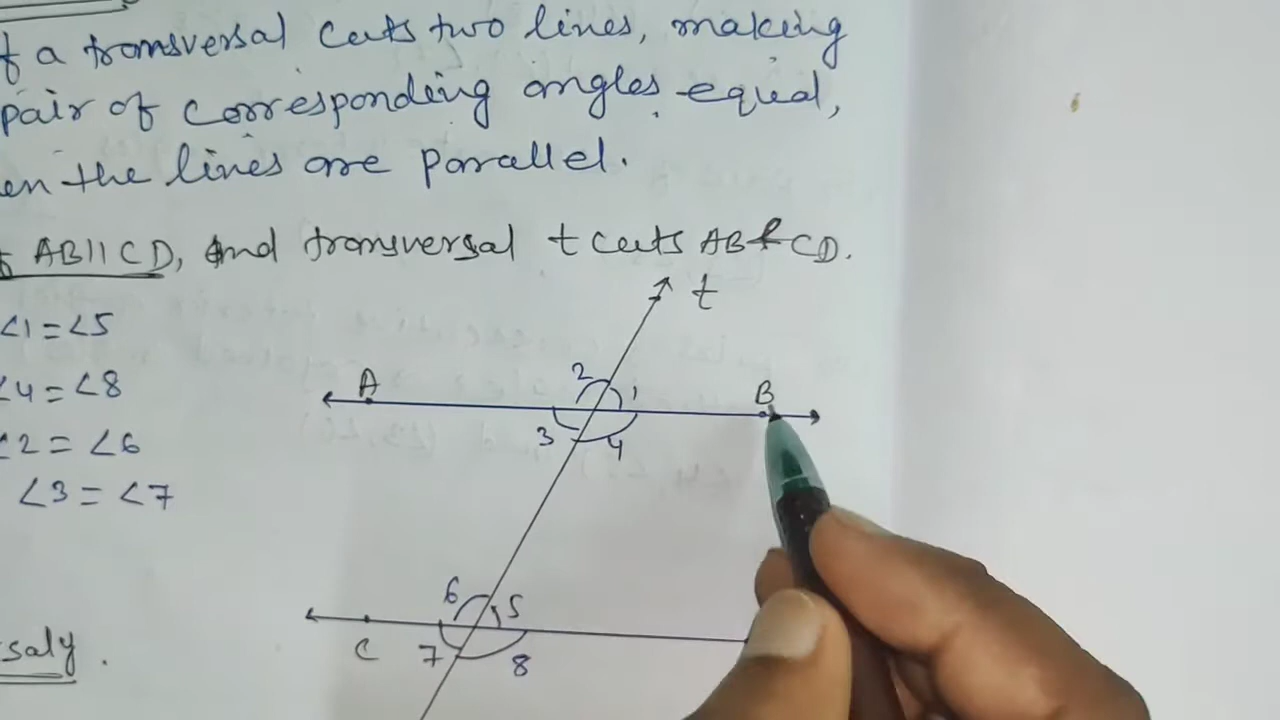 f a transversal cuts two lines, making
pair of corresponding angles equal,
en the lines are parallel.
AB||CD, and transversal t cuts AB & CD.
t
∠1=∠5
∠4=∠8
∠2=∠6
∠3=∠7
A
B
2
1
3
4
6
5
C
7
8
saly.